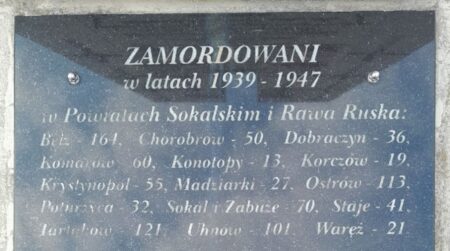 ZAMORDOWANI
w latach 1939 - 1947
w Powiatach Sokalskim i Rawa Ruska:
Bełz - 164, Chorobrów - 50, Dobraczyn - 36,
Komarów 60, Konotopy - 13, Korczów - 19,
Krystynopol - 55, Madziarki - 27, Ostrów - 113,
Poturzyca - 32, Sokal i Zabuże - 70, Staje - 41,
Tartaków 121, Uhnów - 101, Waręż - 21